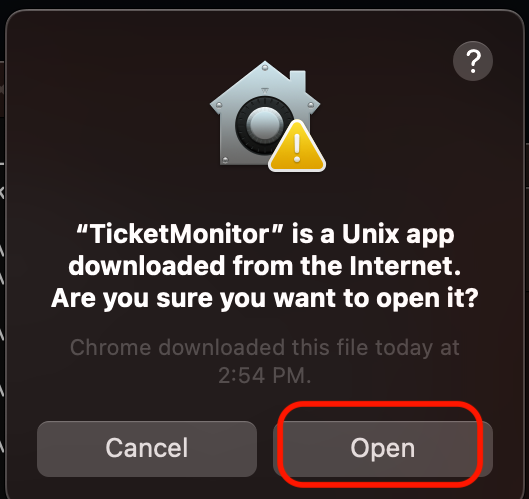 ?
“TicketMonitor” is a Unix app
downloaded from the Internet.
Are you sure you want to open it?
Chrome downloaded this file today at
2:54 PM.
Cancel
Open